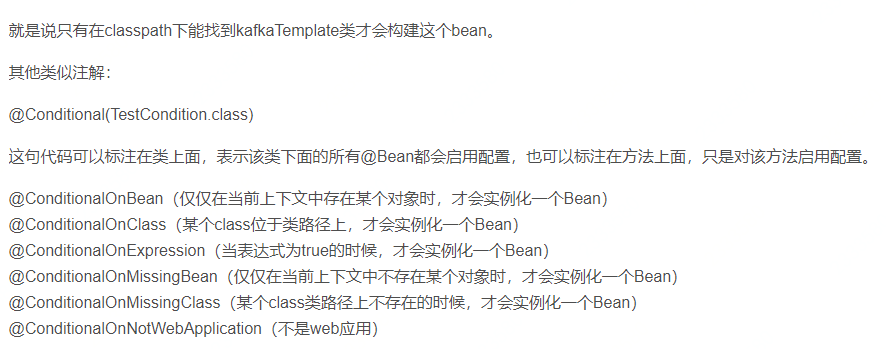 就是说只有在classpath下能找到kafkaTemplate类才会构建这个bean。
其他类似注解：
@Conditional(TestCondition.class)
这句代码可以标注在类上面，表示该类下面的所有@Bean都会启用配置，也可以标注在方法上面，只是对该方法启用配置。
@ConditionalOnBean（仅仅在当前上下文中存在某个对象时，才会实例化一个Bean）
@ConditionalOnClass（某个class位于类路径上，才会实例化一个Bean）
@ConditionalOnExpression（当表达式为true的时候，才会实例化一个Bean）
@ConditionalOnMissingBean（仅仅在当前上下文中不存在某个对象时，才会实例化一个Bean）
@ConditionalOnMissingClass（某个class类路径上不存在的时候，才会实例化一个Bean）
@ConditionalOnNotWebApplication（不是web应用）